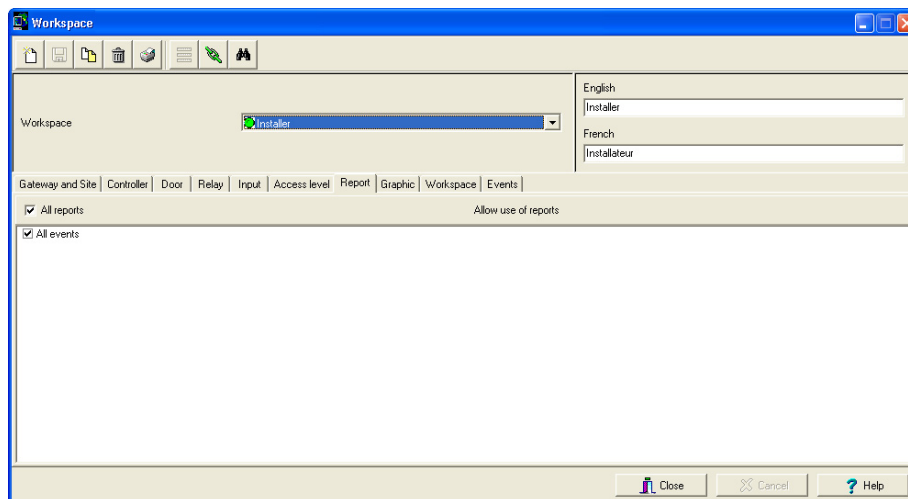 Workspace
Workspace
Installer
English
Installer
French
Installateur
Gateway and Site Controller Door Relay Input Access level Report Graphic Workspace Events
All reports Allow use of reports
All events
Close Cancel Help